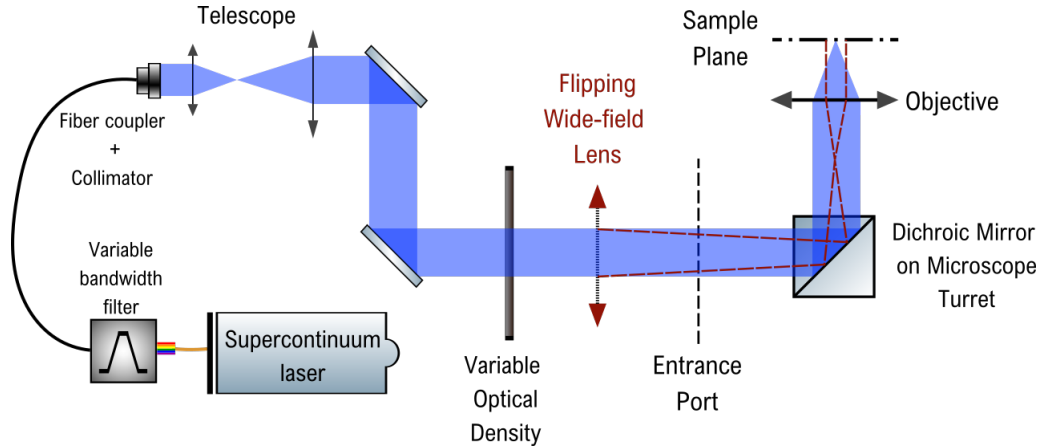 Telescope
Fiber coupler
+
Collimator
Variable
bandwidth
filter
Supercontinuum
laser
Variable
Optical
Density
Flipping
Wide-field
Lens
Entrance
Port
Sample
Plane
Objective
Dichroic Mirror
on Microscope
Turret